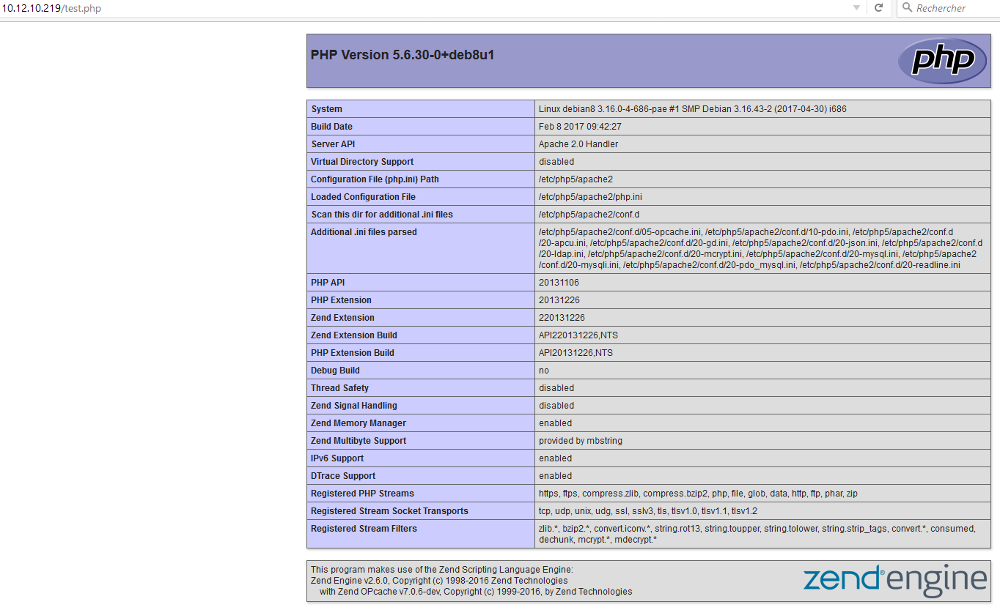 10.12.10.219/test.php
Rechercher
PHP Version 5.6.30-0+deb8u1
php
System Linux debian8 3.16.0-4-686-pae #1 SMP Debian 3.16.43-2 (2017-04-30) i686
Build Date Feb 8 2017 09:42:27
Server API Apache 2.0 Handler
Virtual Directory Support disabled
Configuration File (php.ini) Path /etc/php5/apache2
Loaded Configuration File /etc/php5/apache2/php.ini
Scan this dir for additional .ini files /etc/php5/apache2/conf.d
Additional .ini files parsed /etc/php5/apache2/conf.d/05-opcache.ini, /etc/php5/apache2/conf.d/10-pdo.ini, /etc/php5/apache2/conf.d
/20-apcu.ini, /etc/php5/apache2/conf.d/20-gd.ini, /etc/php5/apache2/conf.d/20-json.ini, /etc/php5/apache2/conf.d
/20-ldap.ini, /etc/php5/apache2/conf.d/20-mcrypt.ini, /etc/php5/apache2/conf.d/20-mysql.ini, /etc/php5/apache2
/conf.d/20-mysqli.ini, /etc/php5/apache2/conf.d/20-pdo_mysql.ini, /etc/php5/apache2/conf.d/20-readline.ini
PHP API 20131106
PHP Extension 20131226
Zend Extension 220131226
Zend Extension Build API220131226,NTS
PHP Extension Build API20131226,NTS
Debug Build no
Thread Safety disabled
Zend Signal Handling disabled
Zend Memory Manager enabled
Zend Multibyte Support provided by mbstring
IPv6 Support enabled
DTrace Support enabled
Registered PHP Streams https, ftps, compress.zlib, compress.bzip2, php, file, glob, data, http, ftp, phar, zip
Registered Stream Socket Transports tcp, udp, unix, udg, ssl, sslv3, tls, tlsv1.0, tlsv1.1, tlsv1.2
Registered Stream Filters zlib.*, bzip2.*, convert.iconv.*, string.rot13, string.toupper, string.tolower, string.strip_tags, convert.*, consumed,
dechunk, mcrypt.*, mdecrypt.*
This program makes use of the Zend Scripting Language Engine:
Zend Engine v2.6.0, Copyright (c) 1998-2016 Zend Technologies
with Zend OPcache v7.0.6-dev, Copyright (c) 1999-2016, by Zend Technologies
zend®engine